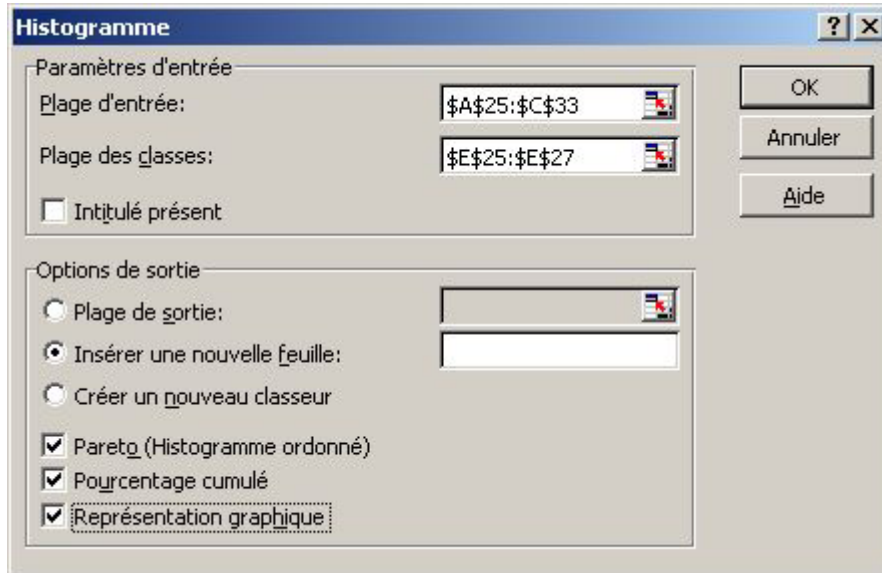 Histogramme
Paramètres d'entrée
Plage d'entrée: $A$25:$C$33
Plage des classes: $E$25:$E$27
Intitulé présent
OK
Annuler
Aide
Options de sortie
Plage de sortie:
Insérer une nouvelle feuille:
Créer un nouveau classeur
Pareto (Histogramme ordonné)
Pourcentage cumulé
Représentation graphique